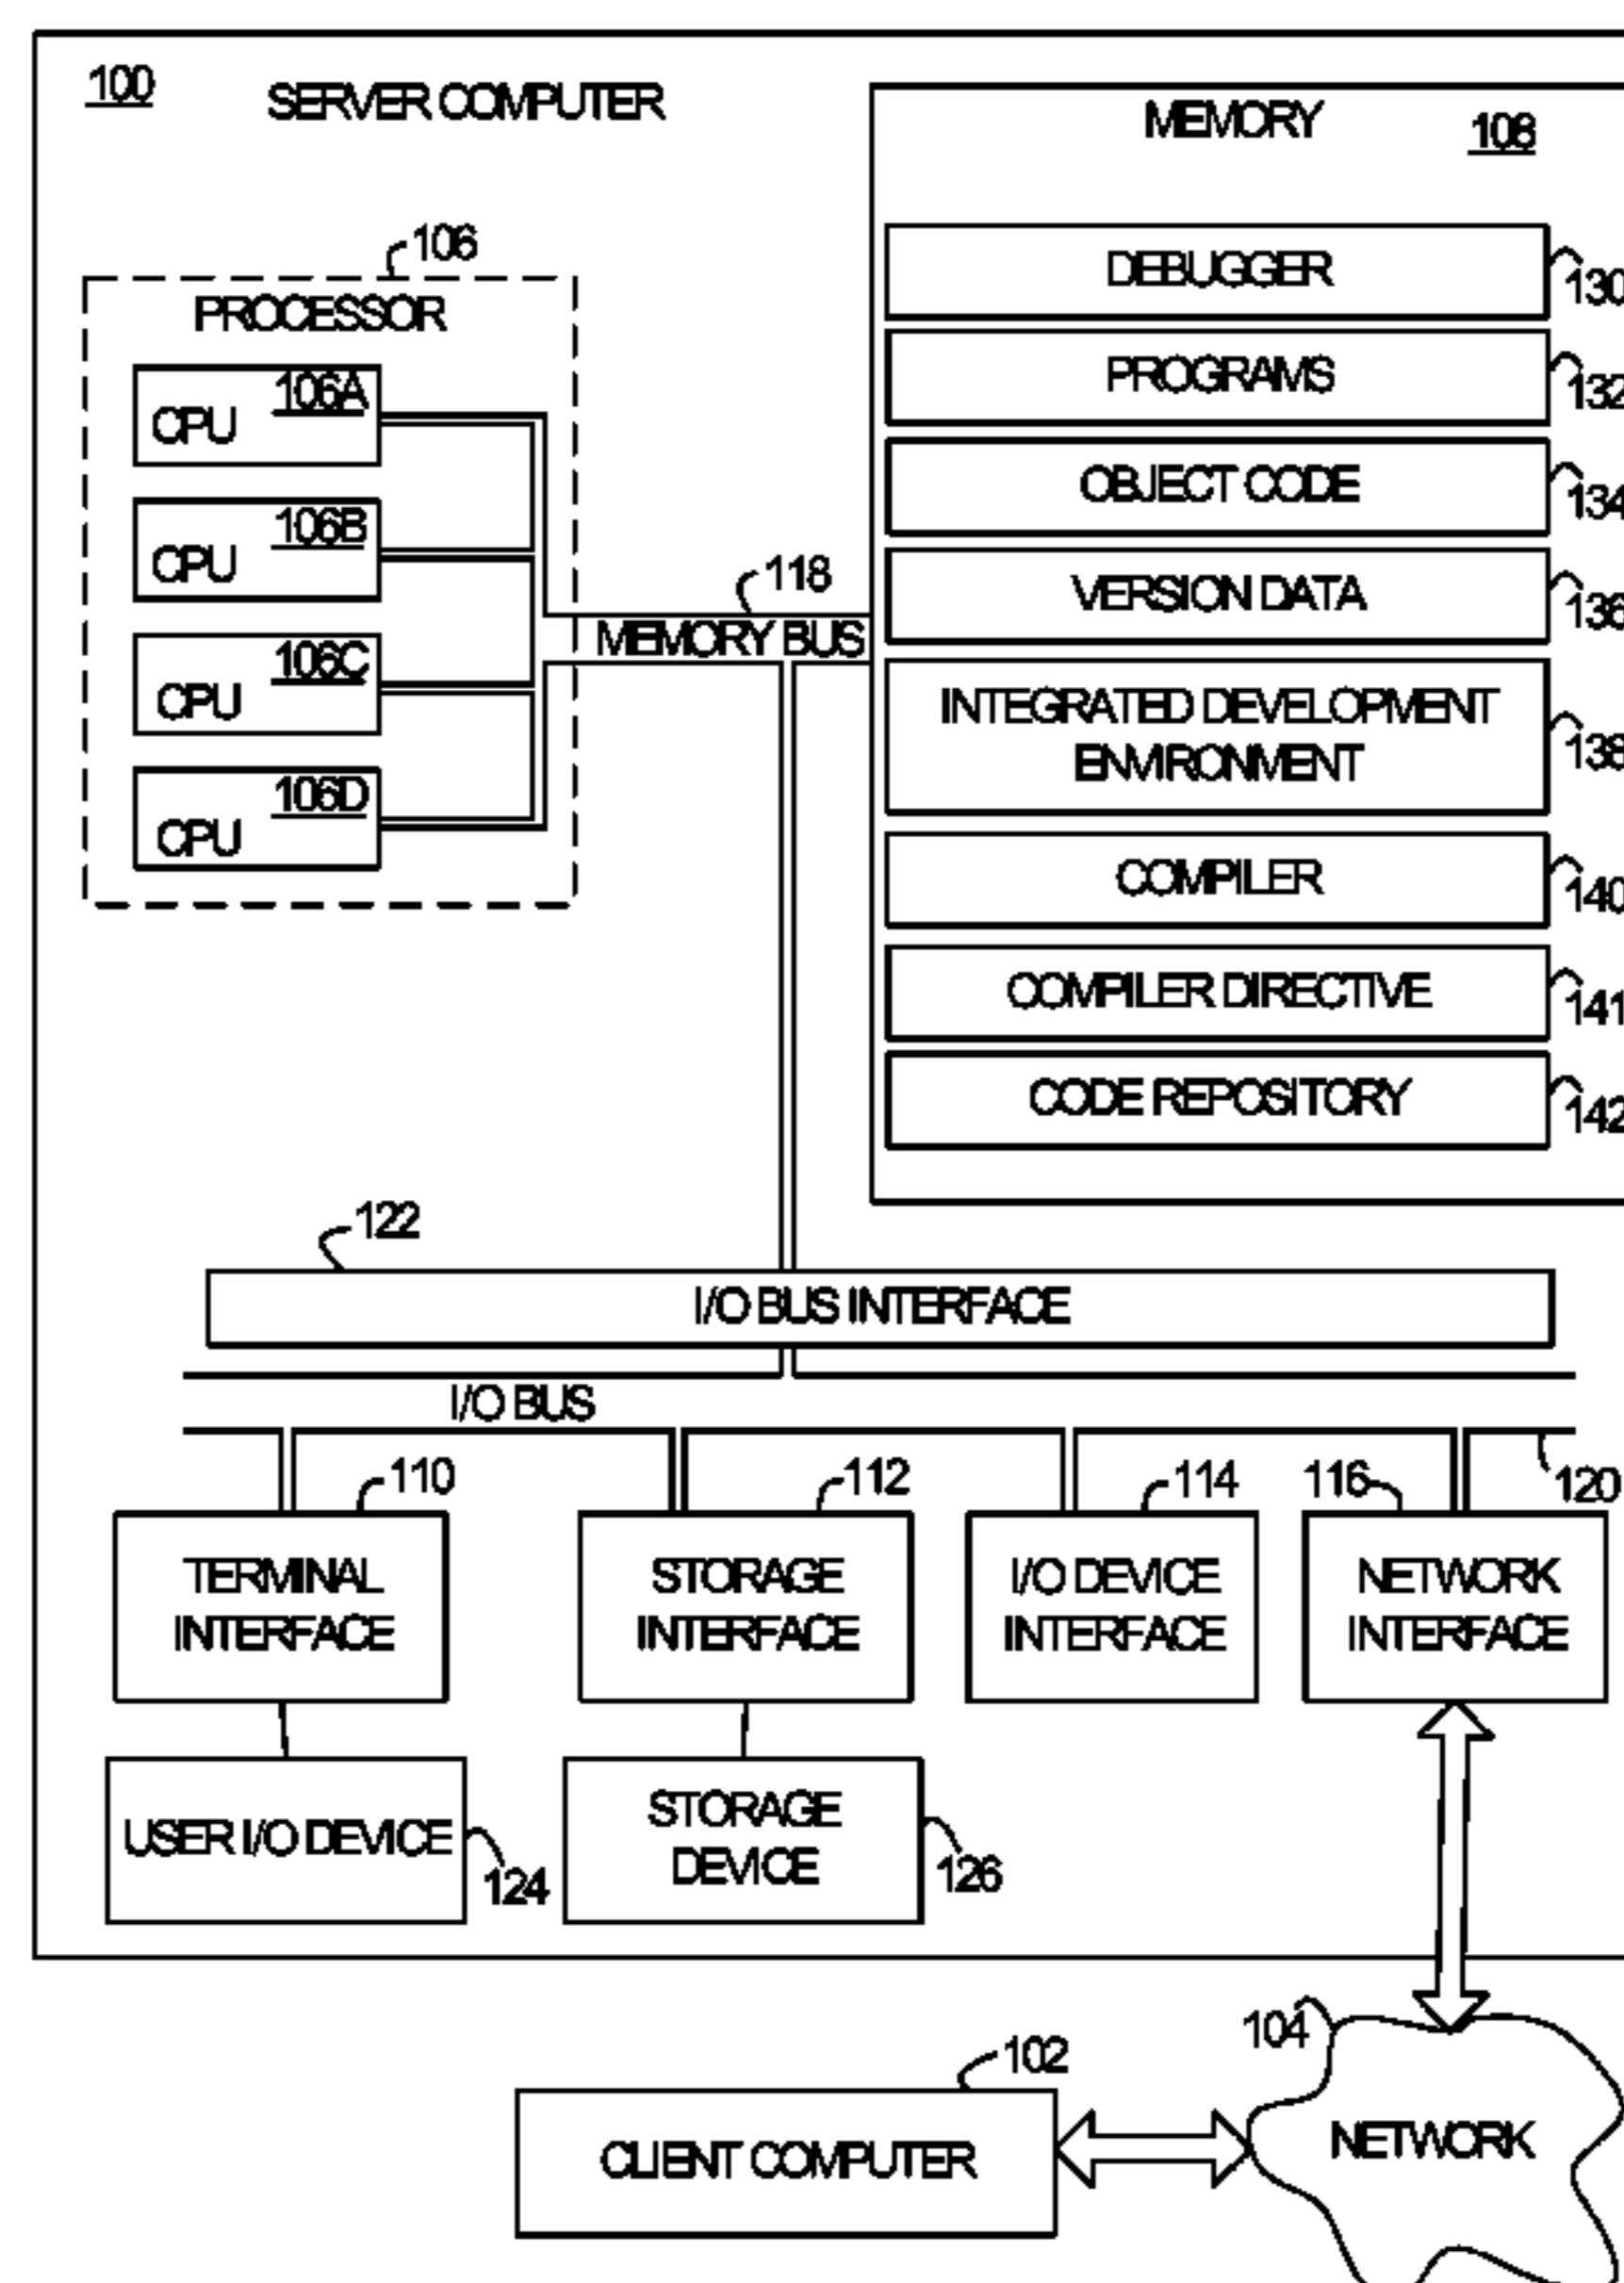 100
SERVER COMPUTER
MEMORY
108
106
PROCESSOR
106A
CPU
106B
CPU
106C
CPU
106D
CPU
118
MEMORY BUS
DEBUGGER
130
PROGRAMS
132
OBJECT CODE
134
VERSION DATA
136
INTEGRATED DEVELOPMENT
ENVIRONMENT
138
COMPILER
140
COMPILER DIRECTIVE
141
CODE REPOSITORY
142
122
I/O BUS INTERFACE
I/O BUS
120
110
TERMINAL
INTERFACE
112
STORAGE
INTERFACE
114
I/O DEVICE
INTERFACE
116
NETWORK
INTERFACE
USER I/O DEVICE
124
STORAGE
DEVICE
126
104
NETWORK
102
CLIENT COMPUTER